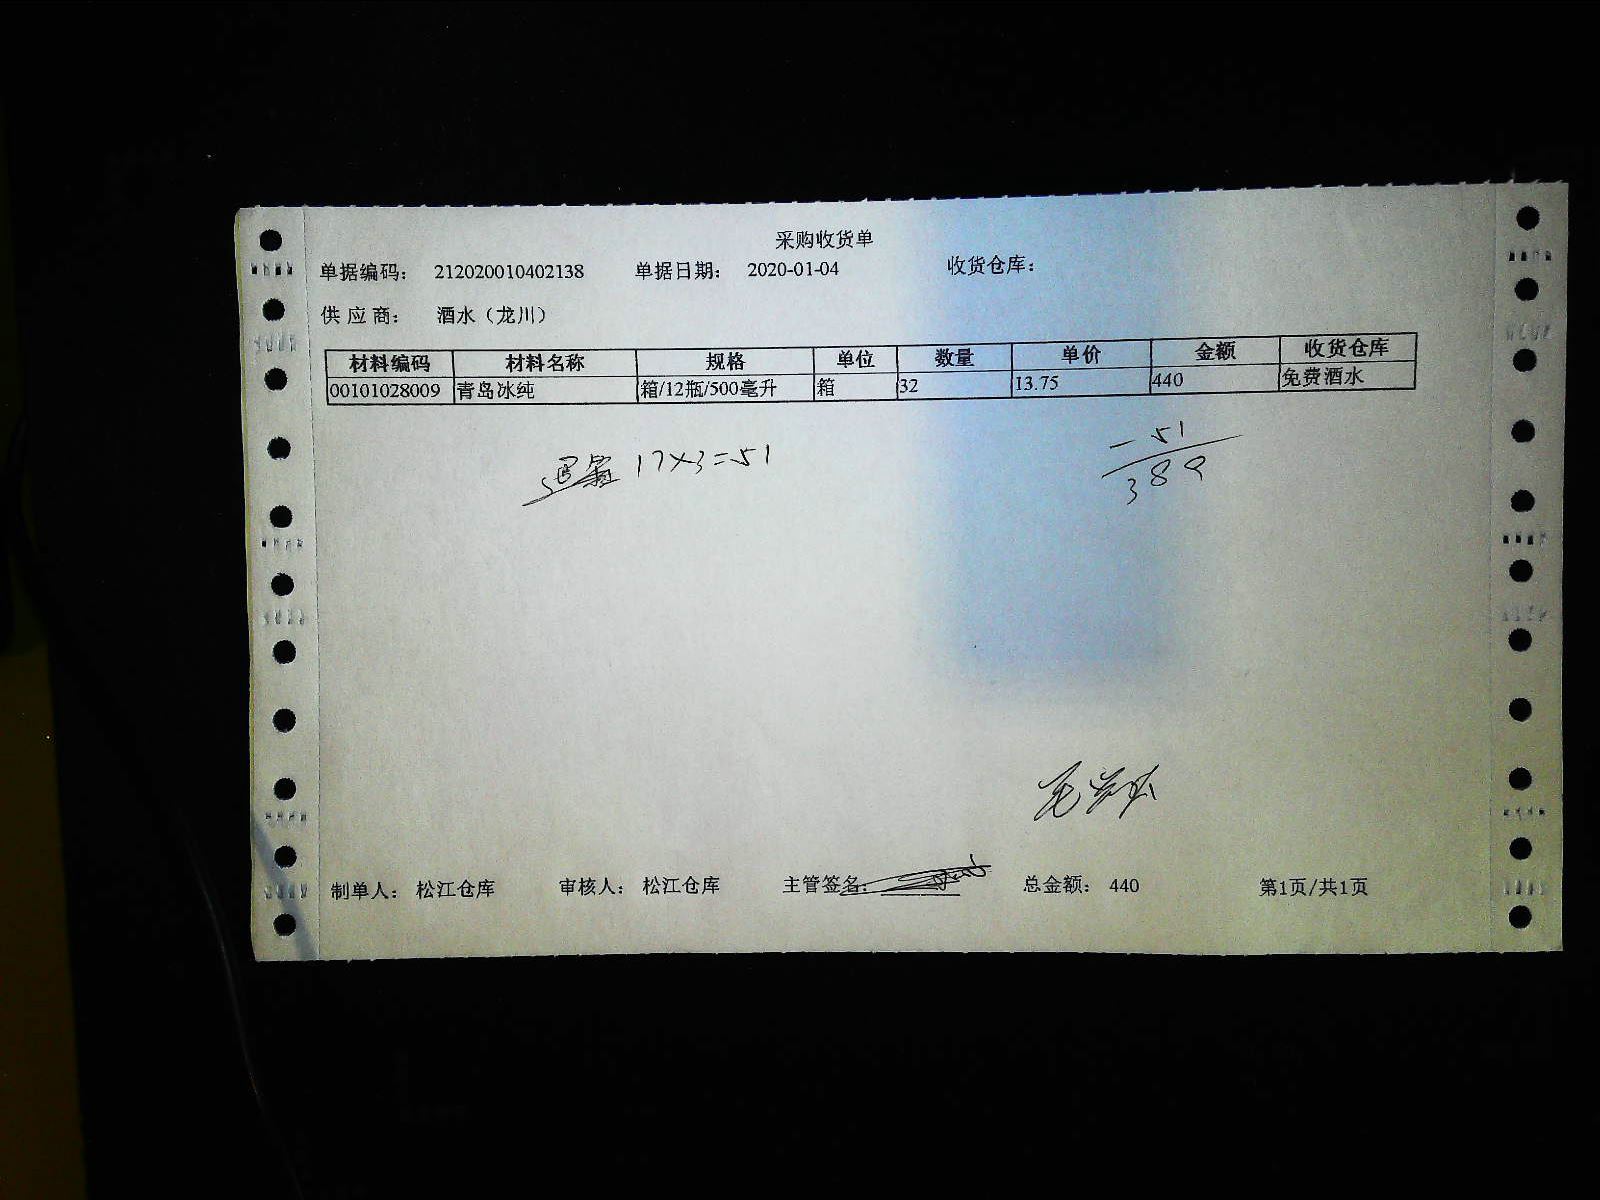 采购收货单
单据编码： 212020010402138 单据日期： 2020-01-04 收货仓库：
供 应 商： 酒水（龙川）
材料编码 材料名称 规格 单位 数量 单价 金额 收货仓库
00101028009 青岛冰纯 箱/12瓶/500毫升 箱 32 13.75 440 免费酒水
17×3=51
-51
389
制单人： 松江仓库 审核人： 松江仓库 主管签名： 总金额： 440 第1页/共1页